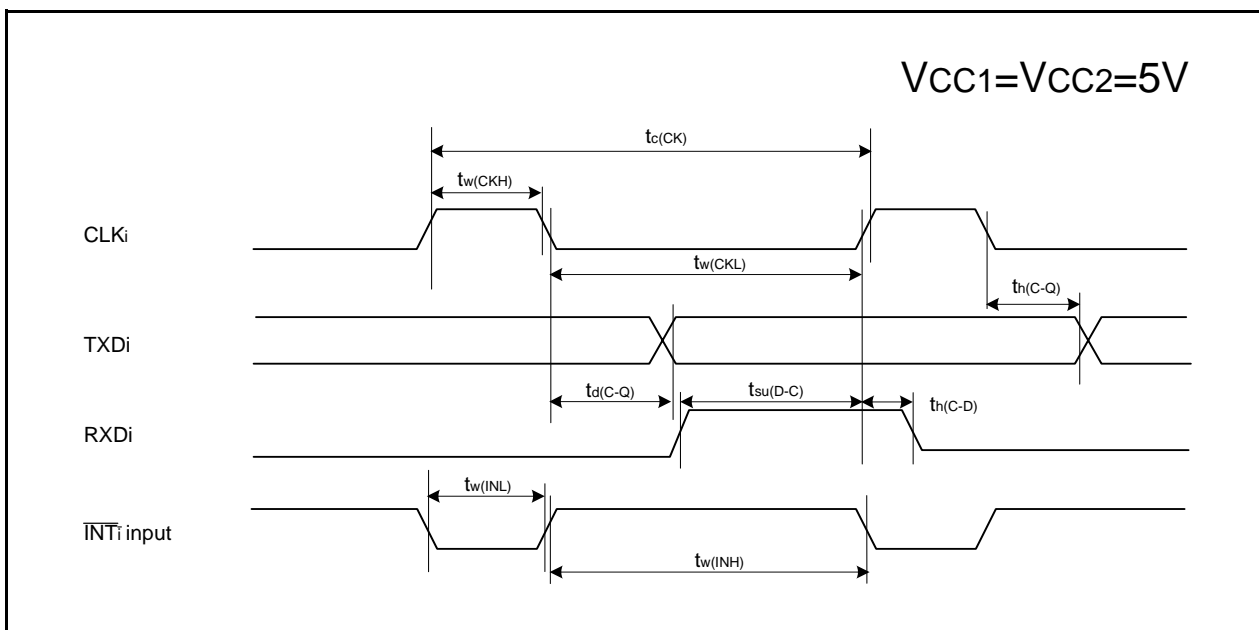 VCC1=VCC2=5V
tc(CK)
tw(CKH)
CLKi
tw(CKL)
th(C-Q)
TXDi
td(C-Q)
tsu(D-C)
th(C-D)
RXDi
tw(INL)
INTi input
tw(INH)